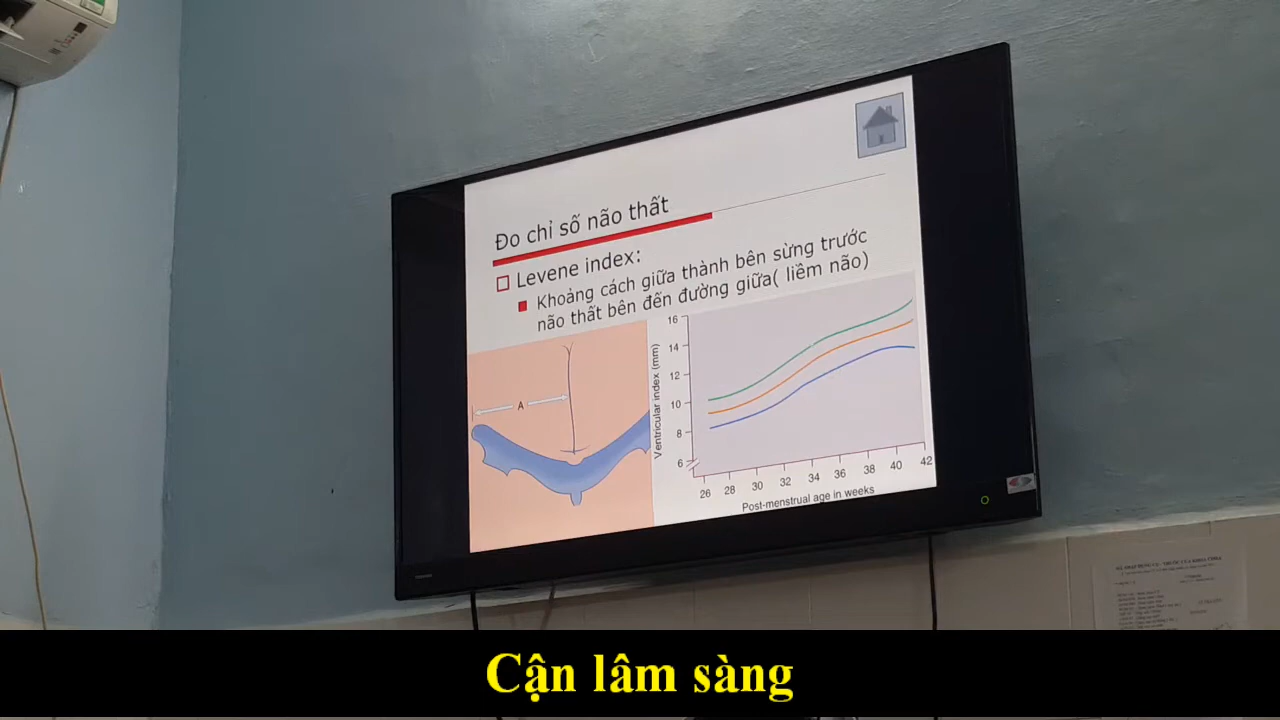 Đo chỉ số não thất
Levene index:
Khoảng cách giữa thành bên sừng trước
não thất bên đến đường giữa( liềm não)
A
Ventricular index (mm)
16
14
12
10
8
6
26 28 30 32 34 36 38 40 42
Post-menstrual age in weeks
Cận lâm sàng